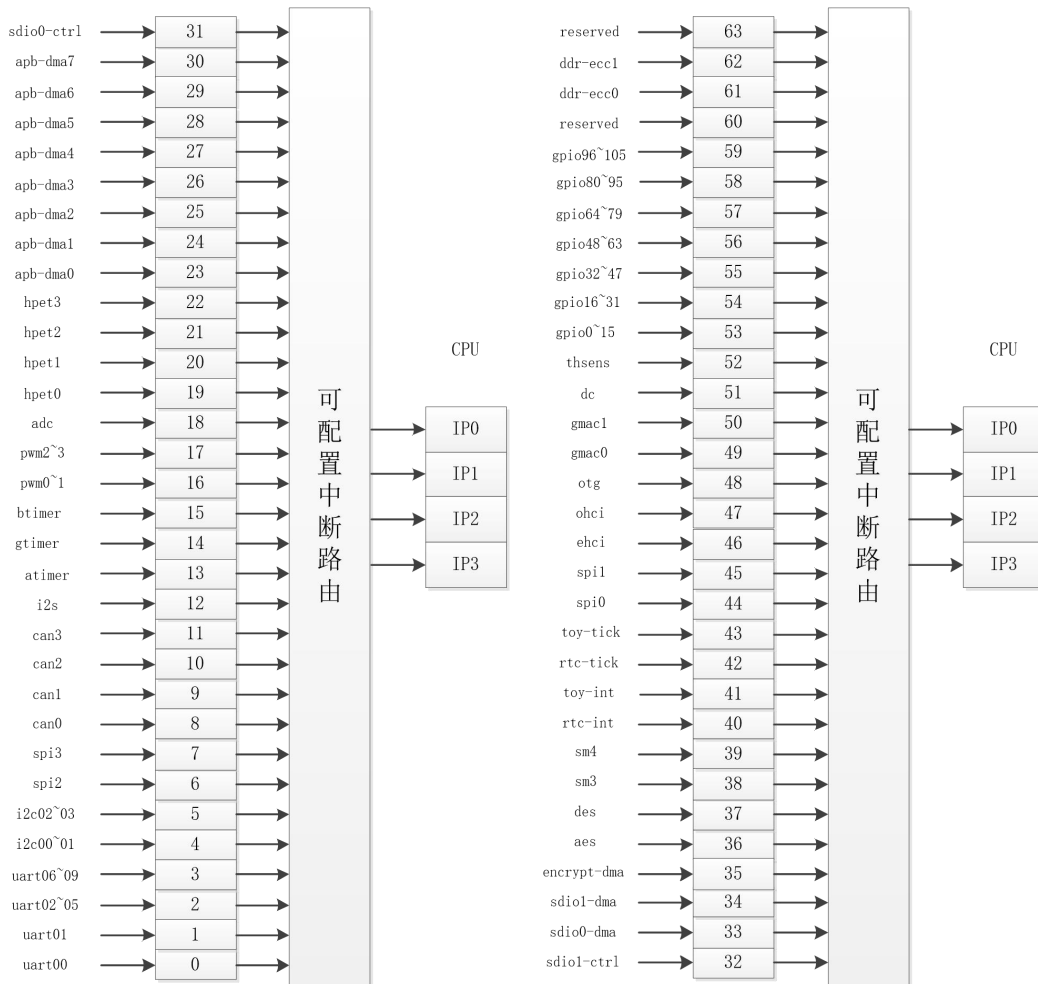 sdio0-ctrl 31
apb-dma7 30
apb-dma6 29
apb-dma5 28
apb-dma4 27
apb-dma3 26
apb-dma2 25
apb-dma1 24
apb-dma0 23
hpet3 22
hpet2 21
hpet1 20
hpet0 19
adc 18
pwm2~3 17
pwm0~1 16
btimer 15
gtimer 14
atimer 13
i2s 12
can3 11
can2 10
can1 9
can0 8
spi3 7
spi2 6
i2c02~03 5
i2c00~01 4
uart06~09 3
uart02~05 2
uart01 1
uart00 0
可配置中断路由
CPU
IP0
IP1
IP2
IP3
reserved 63
ddr-ecc1 62
ddr-ecc0 61
reserved 60
gpio96~105 59
gpio80~95 58
gpio64~79 57
gpio48~63 56
gpio32~47 55
gpio16~31 54
gpio0~15 53
thsens 52
dc 51
gmac1 50
gmac0 49
otg 48
ohci 47
ehci 46
spi1 45
spi0 44
toy-tick 43
rtc-tick 42
toy-int 41
rtc-int 40
sm4 39
sm3 38
des 37
aes 36
encrypt-dma 35
sdio1-dma 34
sdio0-dma 33
sdio1-ctrl 32
可配置中断路由
CPU
IP0
IP1
IP2
IP3